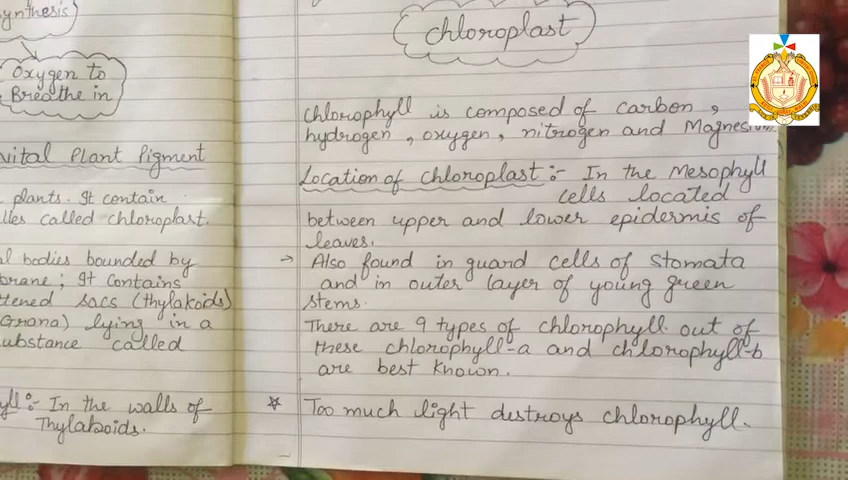 ynthesis
Oxygen to
Breathe in
vital Plant Pigment
plants. It contain
lles called chloroplast.
al bodies bounded by
brane; It contains
ttened sacs (thylakoids)
Grana) lying in a
ubstance called
yll:- In the walls of
Thylakoids.
chloroplast
chlorophyll is composed of carbon,
hydrogen, oxygen, nitrogen and Magnesium
Location of chloroplast:- In the Mesophyll
cells located
between upper and lower epidermis of
leaves.
→ Also found in guard cells of stomata
and in outer layer of young green
stems.
There are 9 types of chlorophyll out of
these chlorophyll-a and chlorophyll-b
are best known.
☆ Too much light destroys chlorophyll.